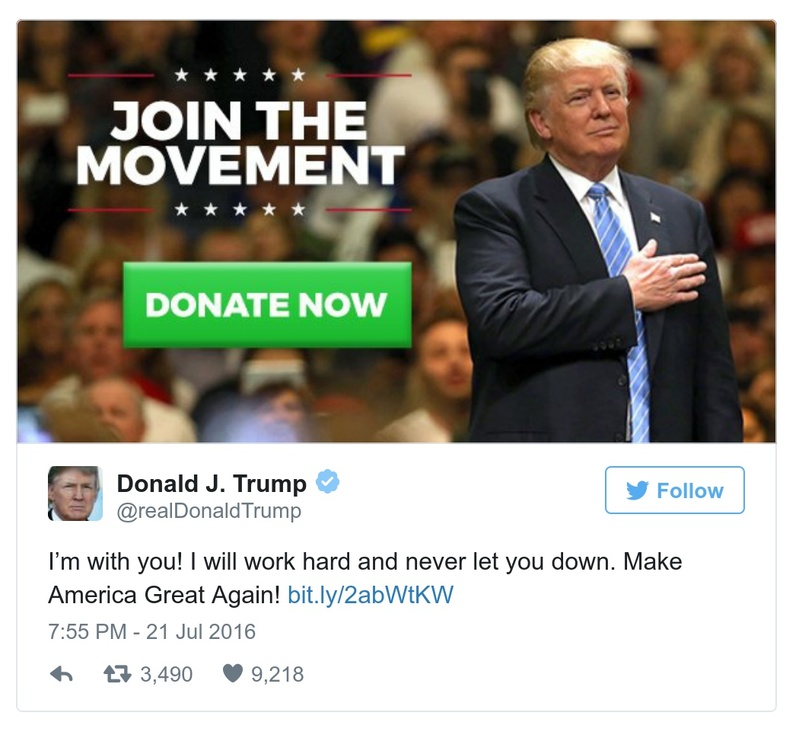 JOIN THE
MOVEMENT
DONATE NOW
Donald J. Trump
@realDonaldTrump
Follow
I’m with you! I will work hard and never let you down. Make
America Great Again! bit.ly/2abWtKW
7:55 PM - 21 Jul 2016
3,490 9,218